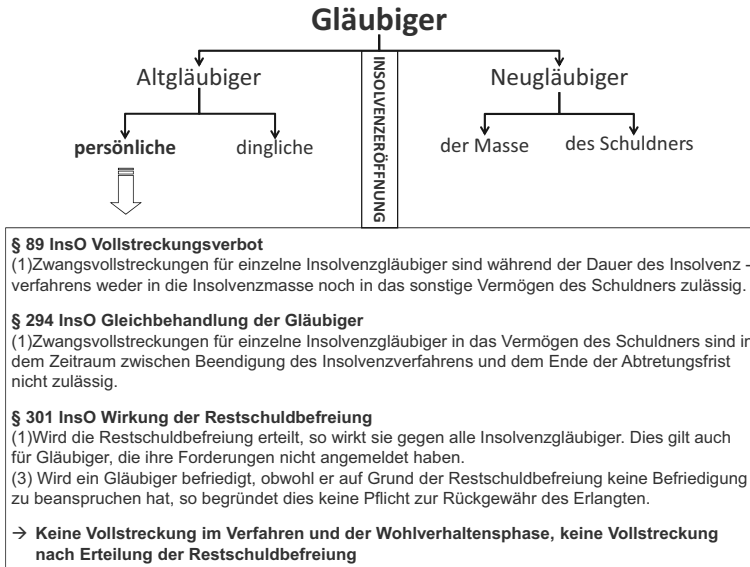 Gläubiger
Altgläubiger
INSOLVENZERÖFFNUNG
Neugläubiger
persönliche
dingliche
der Masse
des Schuldners
§ 89 InsO Vollstreckungsverbot
(1)Zwangsvollstreckungen für einzelne Insolvenzgläubiger sind während der Dauer des Insolvenz -
verfahrens weder in die Insolvenzmasse noch in das sonstige Vermögen des Schuldners zulässig.
§ 294 InsO Gleichbehandlung der Gläubiger
(1)Zwangsvollstreckungen für einzelne Insolvenzgläubiger in das Vermögen des Schuldners sind in
dem Zeitraum zwischen Beendigung des Insolvenzverfahrens und dem Ende der Abtretungsfrist
nicht zulässig.
§ 301 InsO Wirkung der Restschuldbefreiung
(1)Wird die Restschuldbefreiung erteilt, so wirkt sie gegen alle Insolvenzgläubiger. Dies gilt auch
für Gläubiger, die ihre Forderungen nicht angemeldet haben.
(3) Wird ein Gläubiger befriedigt, obwohl er auf Grund der Restschuldbefreiung keine Befriedigung
zu beanspruchen hat, so begründet dies keine Pflicht zur Rückgewähr des Erlangten.
→ Keine Vollstreckung im Verfahren und der Wohlverhaltensphase, keine Vollstreckung
nach Erteilung der Restschuldbefreiung